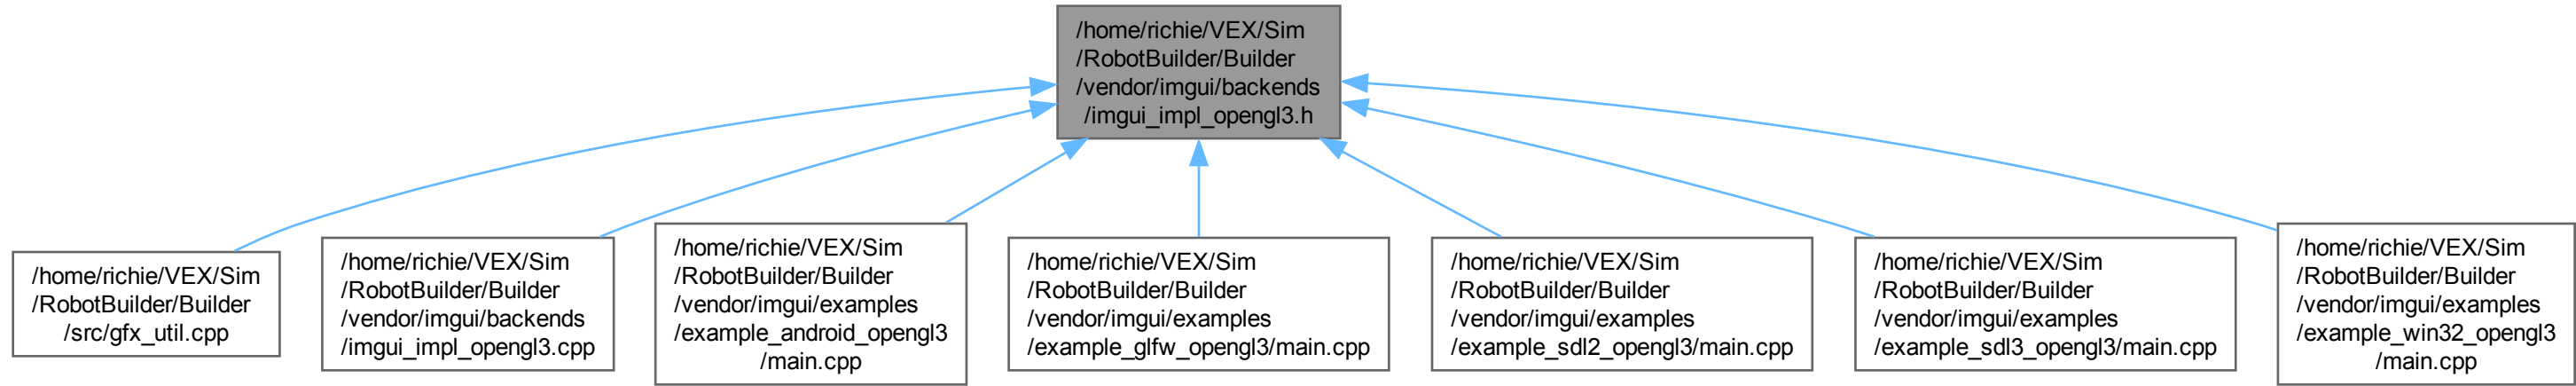 /home/richie/VEX/Sim
/RobotBuilder/Builder
/vendor/imgui/backends
/imgui_impl_opengl3.h
/home/richie/VEX/Sim
/RobotBuilder/Builder
/src/gfx_util.cpp
/home/richie/VEX/Sim
/RobotBuilder/Builder
/vendor/imgui/backends
/imgui_impl_opengl3.cpp
/home/richie/VEX/Sim
/RobotBuilder/Builder
/vendor/imgui/examples
/example_android_opengl3
/main.cpp
/home/richie/VEX/Sim
/RobotBuilder/Builder
/vendor/imgui/examples
/example_glfw_opengl3/main.cpp
/home/richie/VEX/Sim
/RobotBuilder/Builder
/vendor/imgui/examples
/example_sdl2_opengl3/main.cpp
/home/richie/VEX/Sim
/RobotBuilder/Builder
/vendor/imgui/examples
/example_sdl3_opengl3/main.cpp
/home/richie/VEX/Sim
/RobotBuilder/Builder
/vendor/imgui/examples
/example_win32_opengl3
/main.cpp